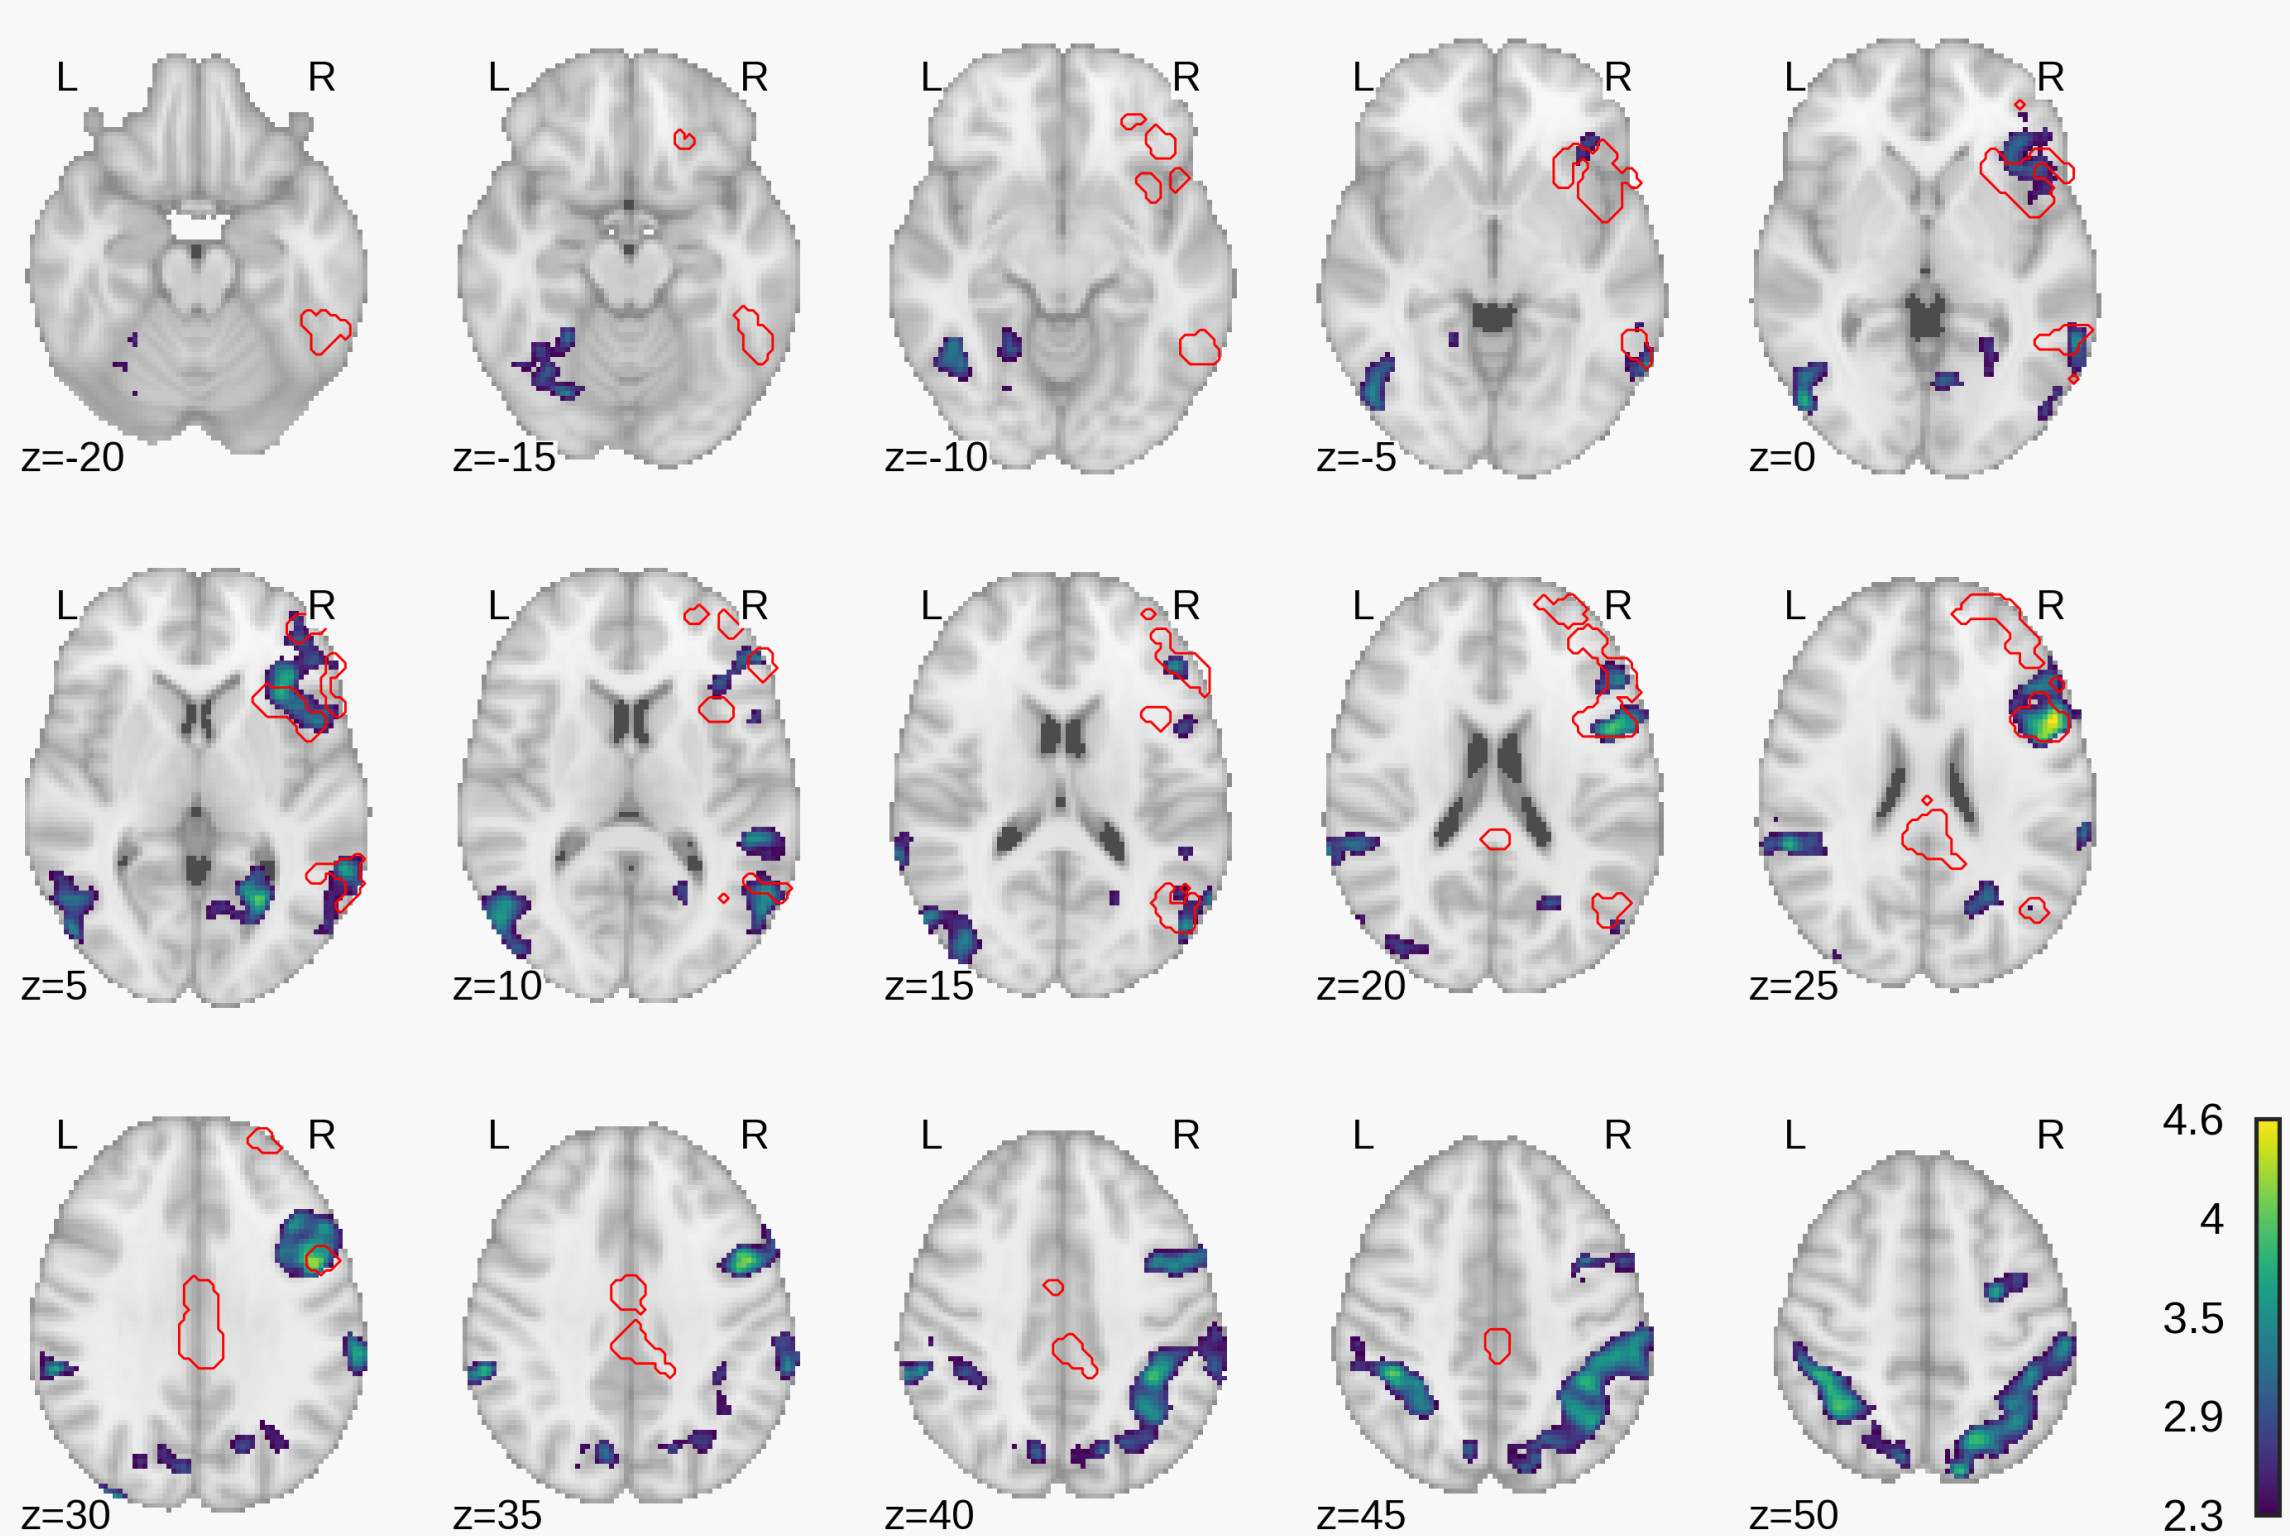 L R L R L R L R L R
z=-20 z=-15 z=-10 z=-5 z=0
L R L R L R L R L R
z=5 z=10 z=15 z=20 z=25
L R L R L R L R L R
4.6
4
3.5
2.9
2.3
z=30 z=35 z=40 z=45 z=50